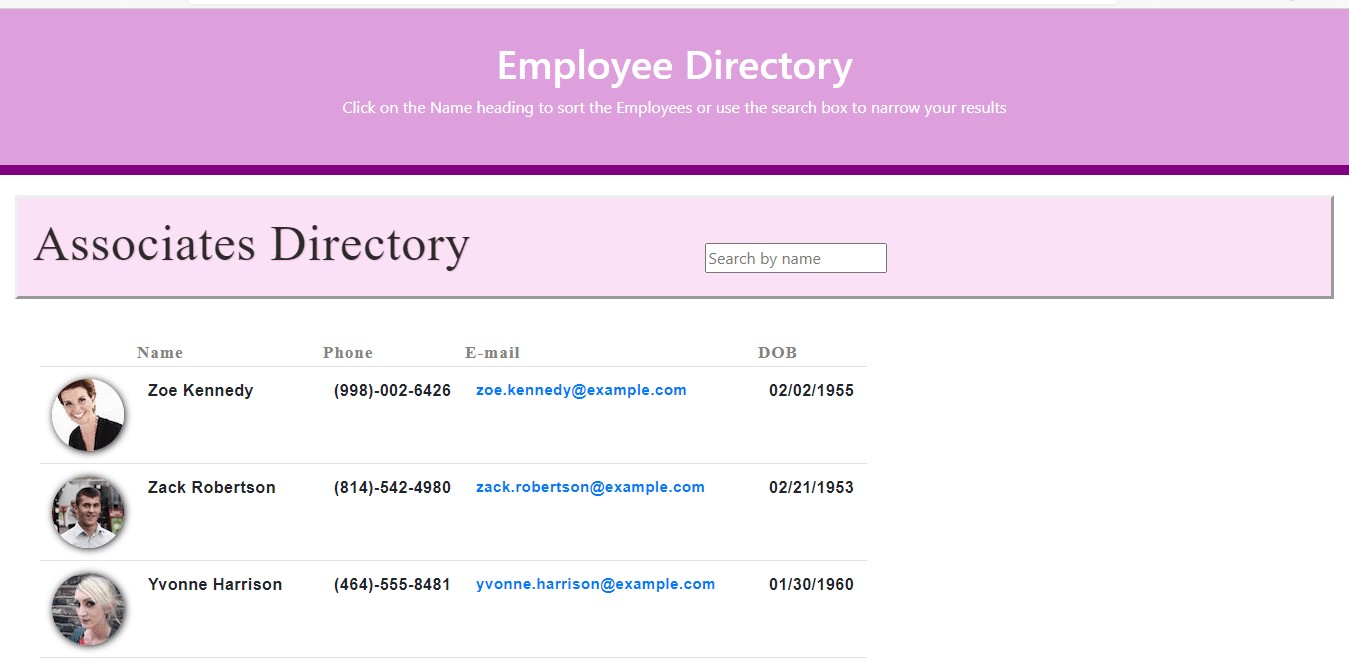 Employee Directory
Click on the Name heading to sort the Employees or use the search box to narrow your results
Associates Directory
Search by name
Name Phone E-mail DOB
Zoe Kennedy (998)-002-6426 zoe.kennedy@example.com 02/02/1955
Zack Robertson (814)-542-4980 zack.robertson@example.com 02/21/1953
Yvonne Harrison (464)-555-8481 yvonne.harrison@example.com 01/30/1960